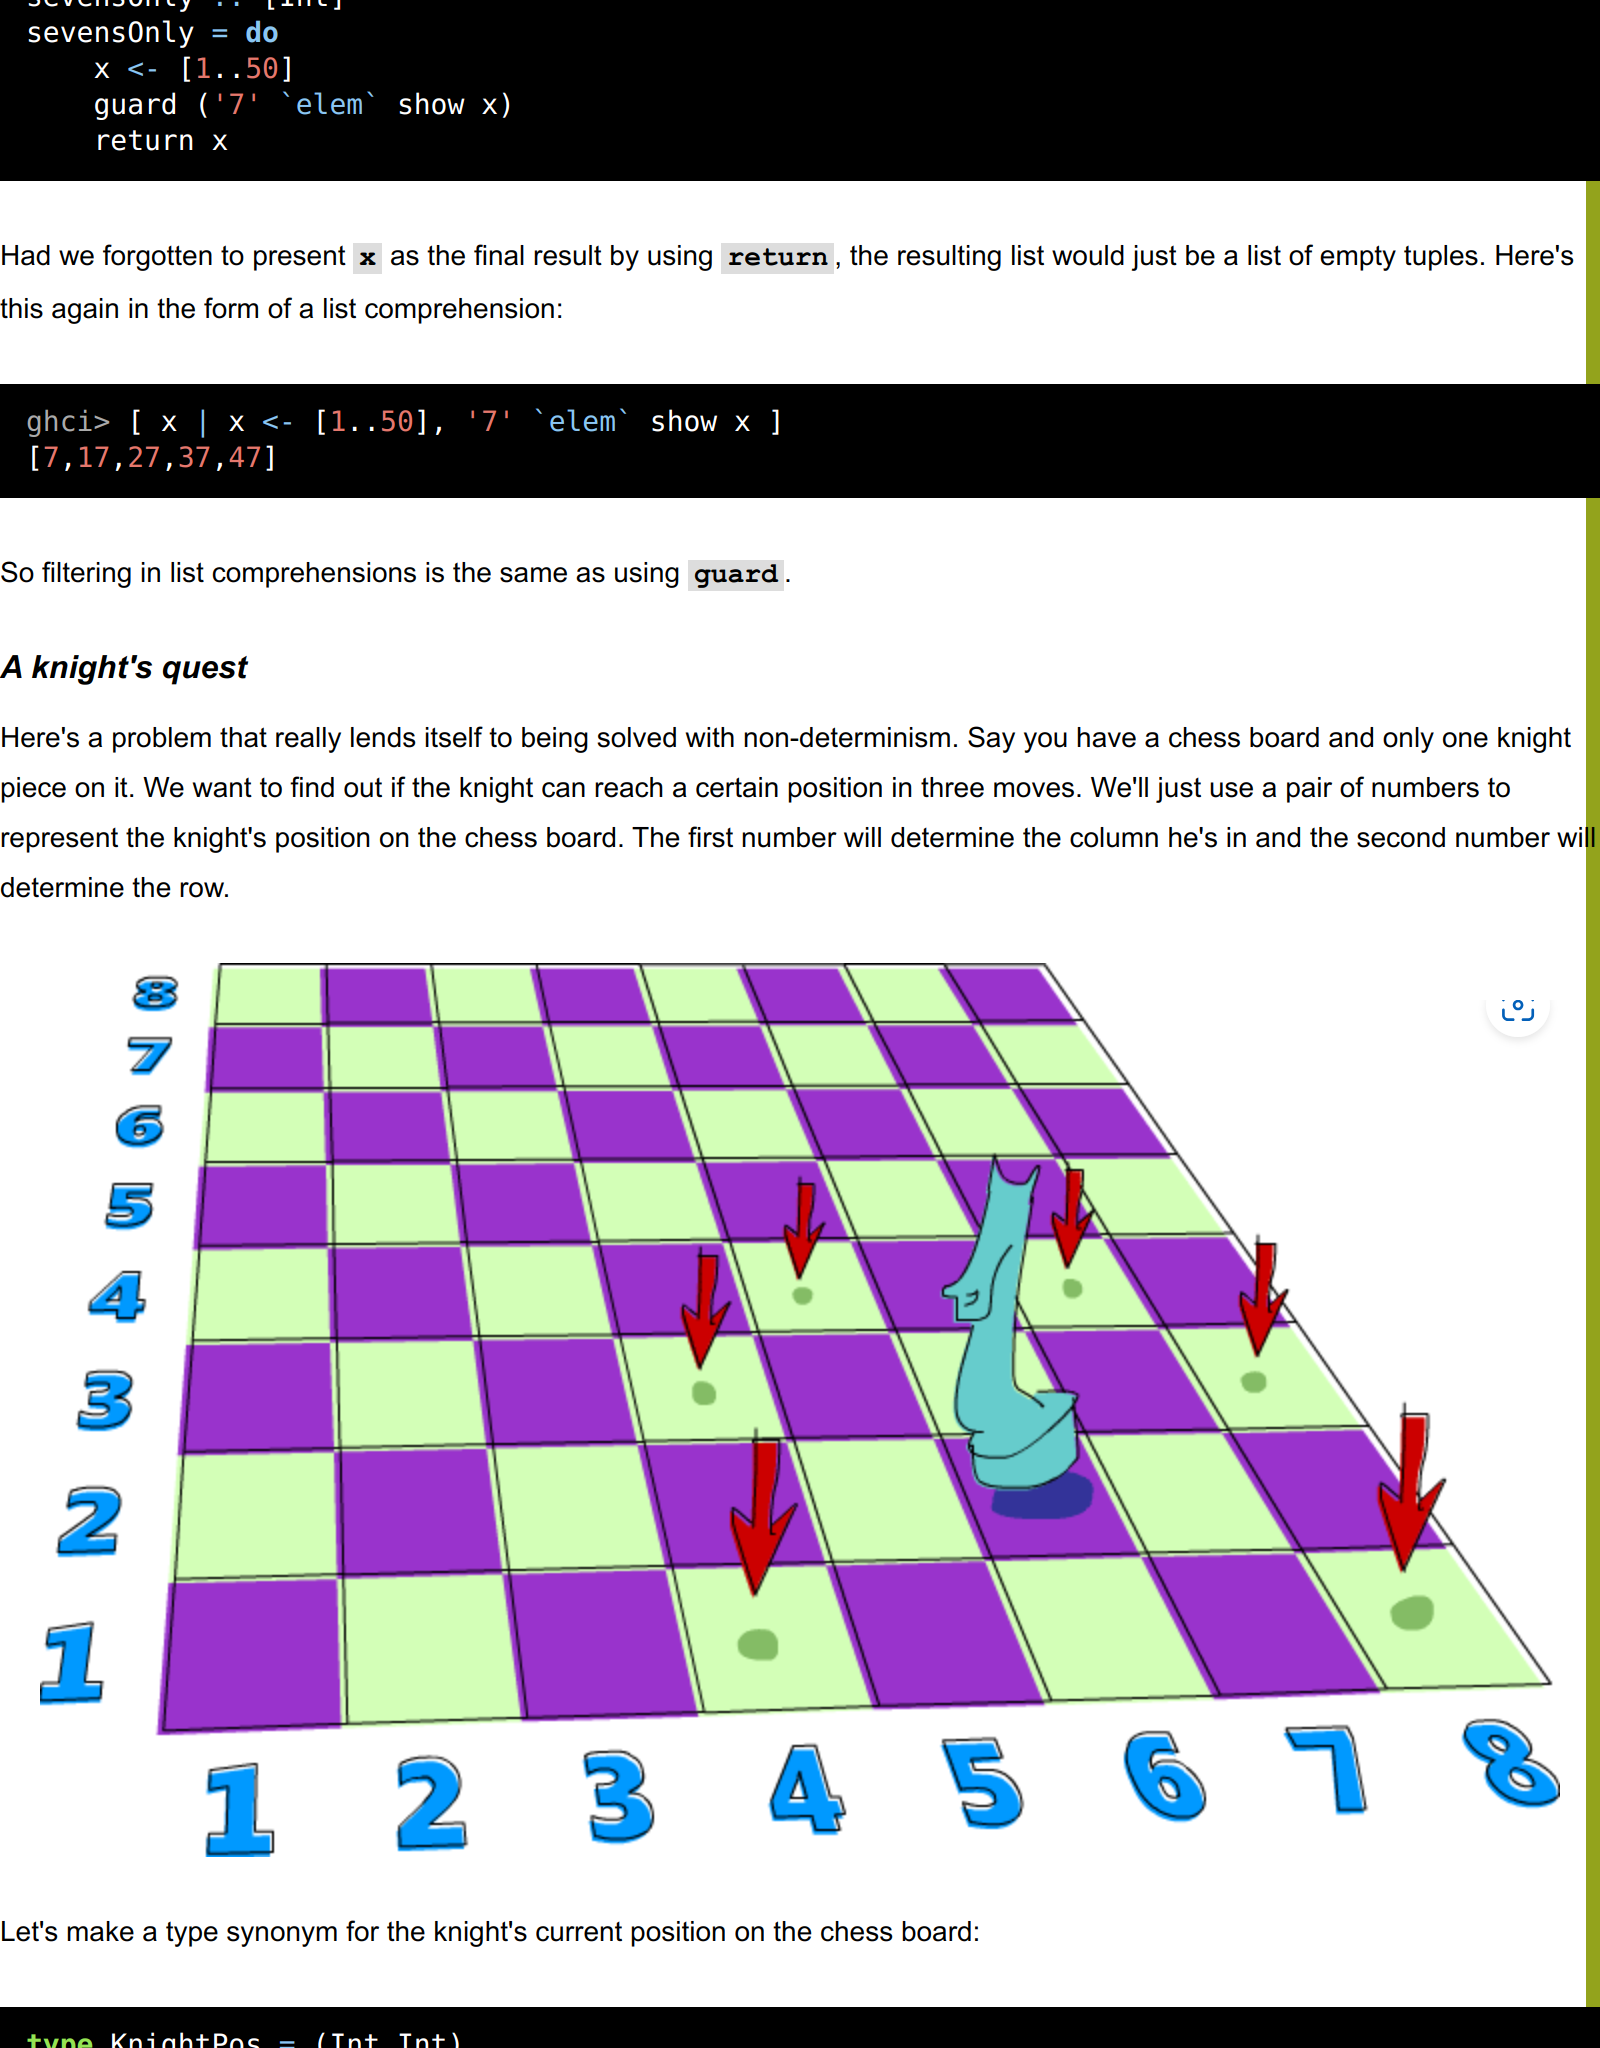 sevensOnly :: [Int]
sevensOnly = do
    x <- [1..50]
    guard ('7' `elem` show x)
    return x
Had we forgotten to present x as the final result by using return, the resulting list would just be a list of empty tuples. Here's
this again in the form of a list comprehension:
ghci> [ x | x <- [1..50], '7' `elem` show x ]
[7,17,27,37,47]
So filtering in list comprehensions is the same as using guard.
A knight's quest
Here's a problem that really lends itself to being solved with non-determinism. Say you have a chess board and only one knight
piece on it. We want to find out if the knight can reach a certain position in three moves. We'll just use a pair of numbers to
represent the knight's position on the chess board. The first number will determine the column he's in and the second number will
determine the row.
8
7
6
5
4
3
2
1
1 2 3 4 5 6 7 8
Let's make a type synonym for the knight's current position on the chess board:
type KnightPos = (Int,Int)